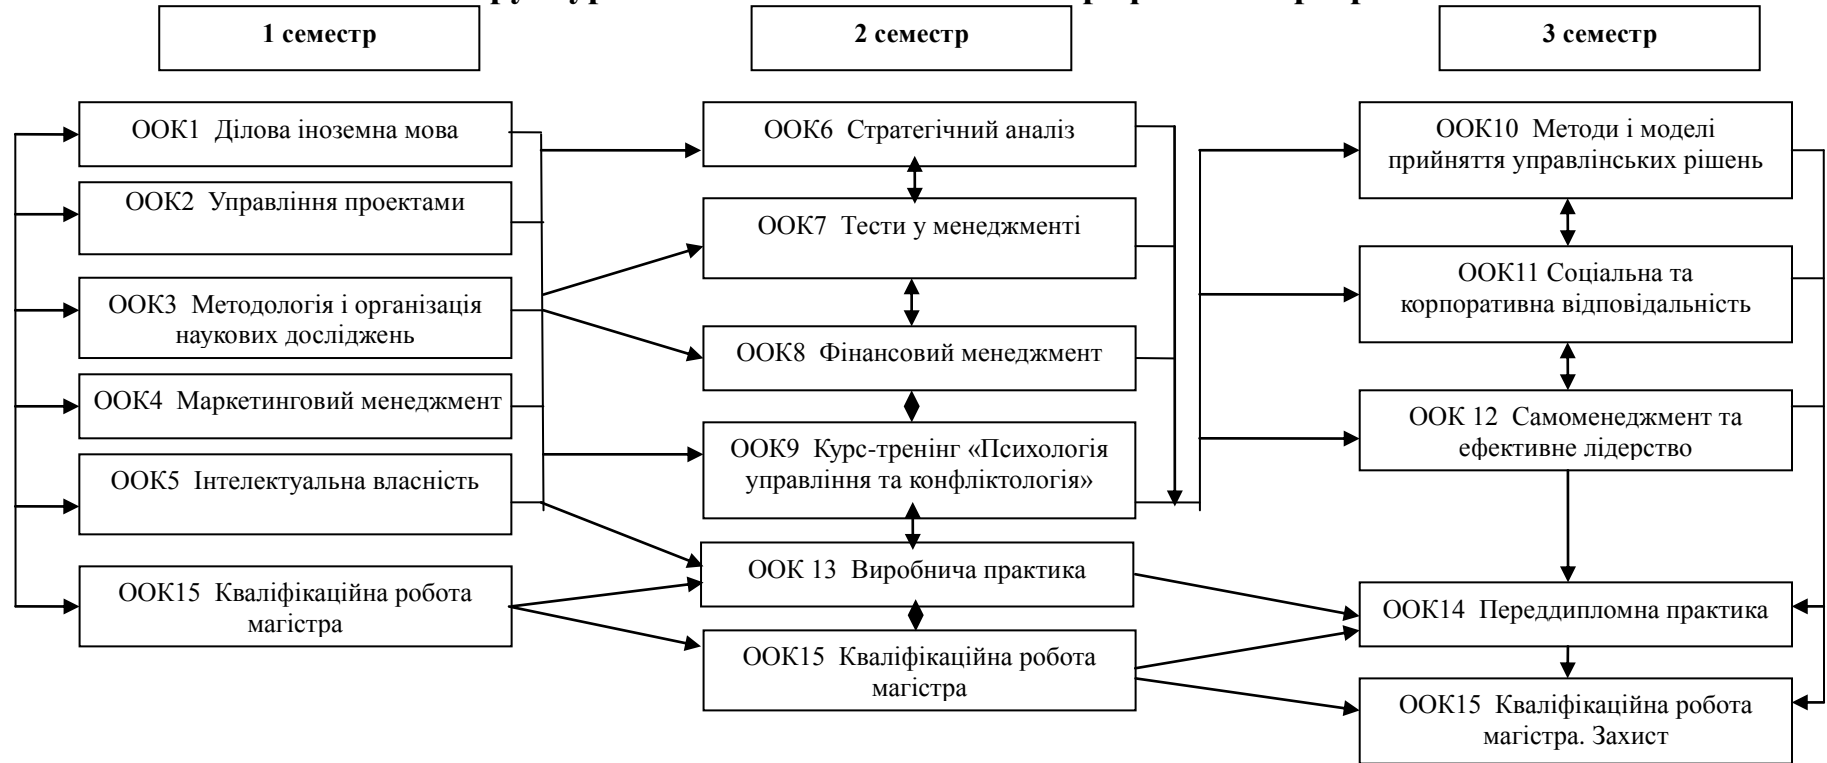 1 семестр
2 семестр
3 семестр
ООК1 Ділова іноземна мова
ООК2 Управління проектами
ООК3 Методологія і організація
наукових досліджень
ООК4 Маркетинговий менеджмент
ООК5 Інтелектуальна власність
ООК15 Кваліфікаційна робота
магістра
ООК6 Стратегічний аналіз
ООК7 Тести у менеджменті
ООК8 Фінансовий менеджмент
ООК9 Курс-тренінг «Психологія
управління та конфліктологія»
ООК 13 Виробнича практика
ООК15 Кваліфікаційна робота
магістра
ООК10 Методи і моделі
прийняття управлінських рішень
ООК11 Соціальна та
корпоративна відповідальність
ООК 12 Самоменеджмент та
ефективне лідерство
ООК14 Переддипломна практика
ООК15 Кваліфікаційна робота
магістра. Захист